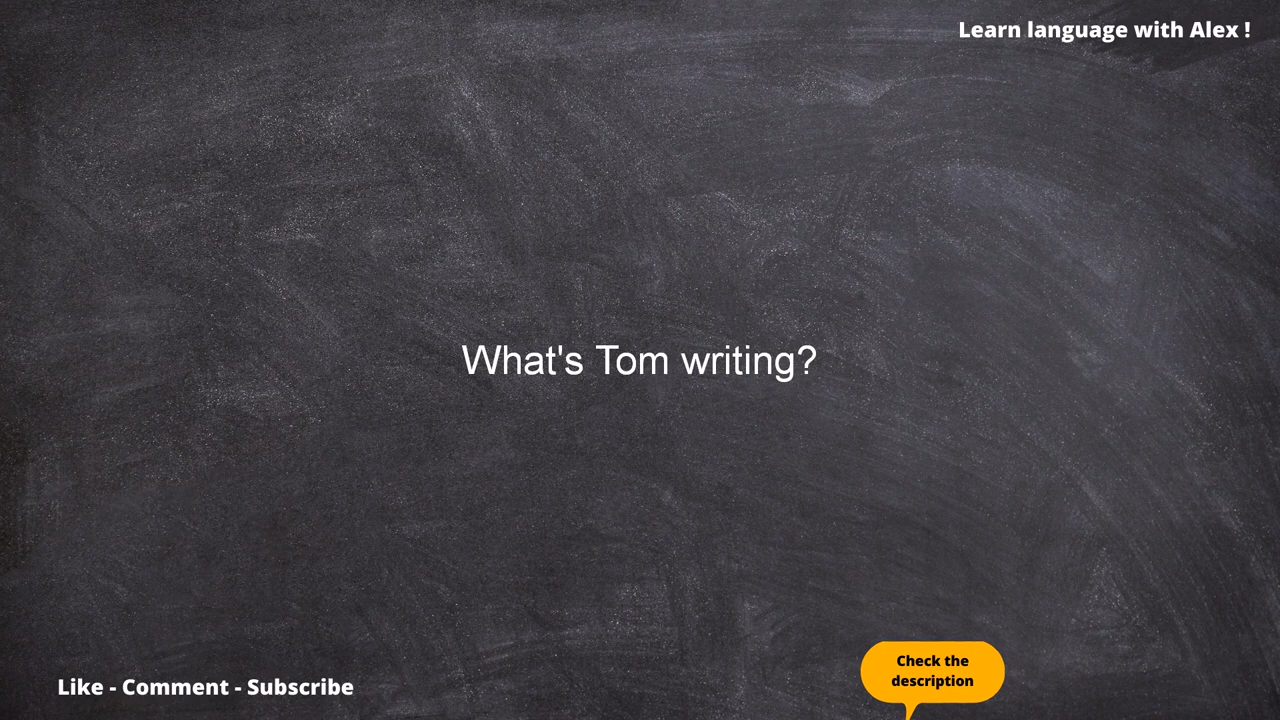 Learn language with Alex !
What's Tom writing?
Check the
description
Like - Comment - Subscribe